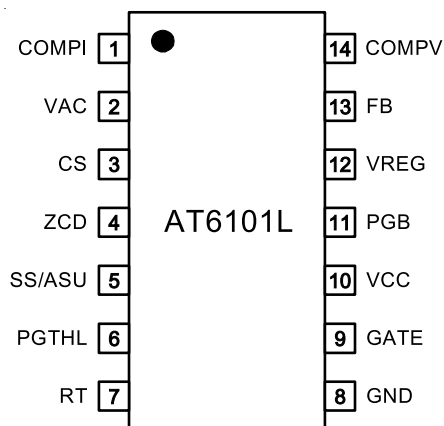 COMPI 1 14 COMPV
VAC 2 13 FB
CS 3 12 VREG
ZCD 4 AT6101L 11 PGB
SS/ASU 5 10 VCC
PGTHL 6 9 GATE
RT 7 8 GND